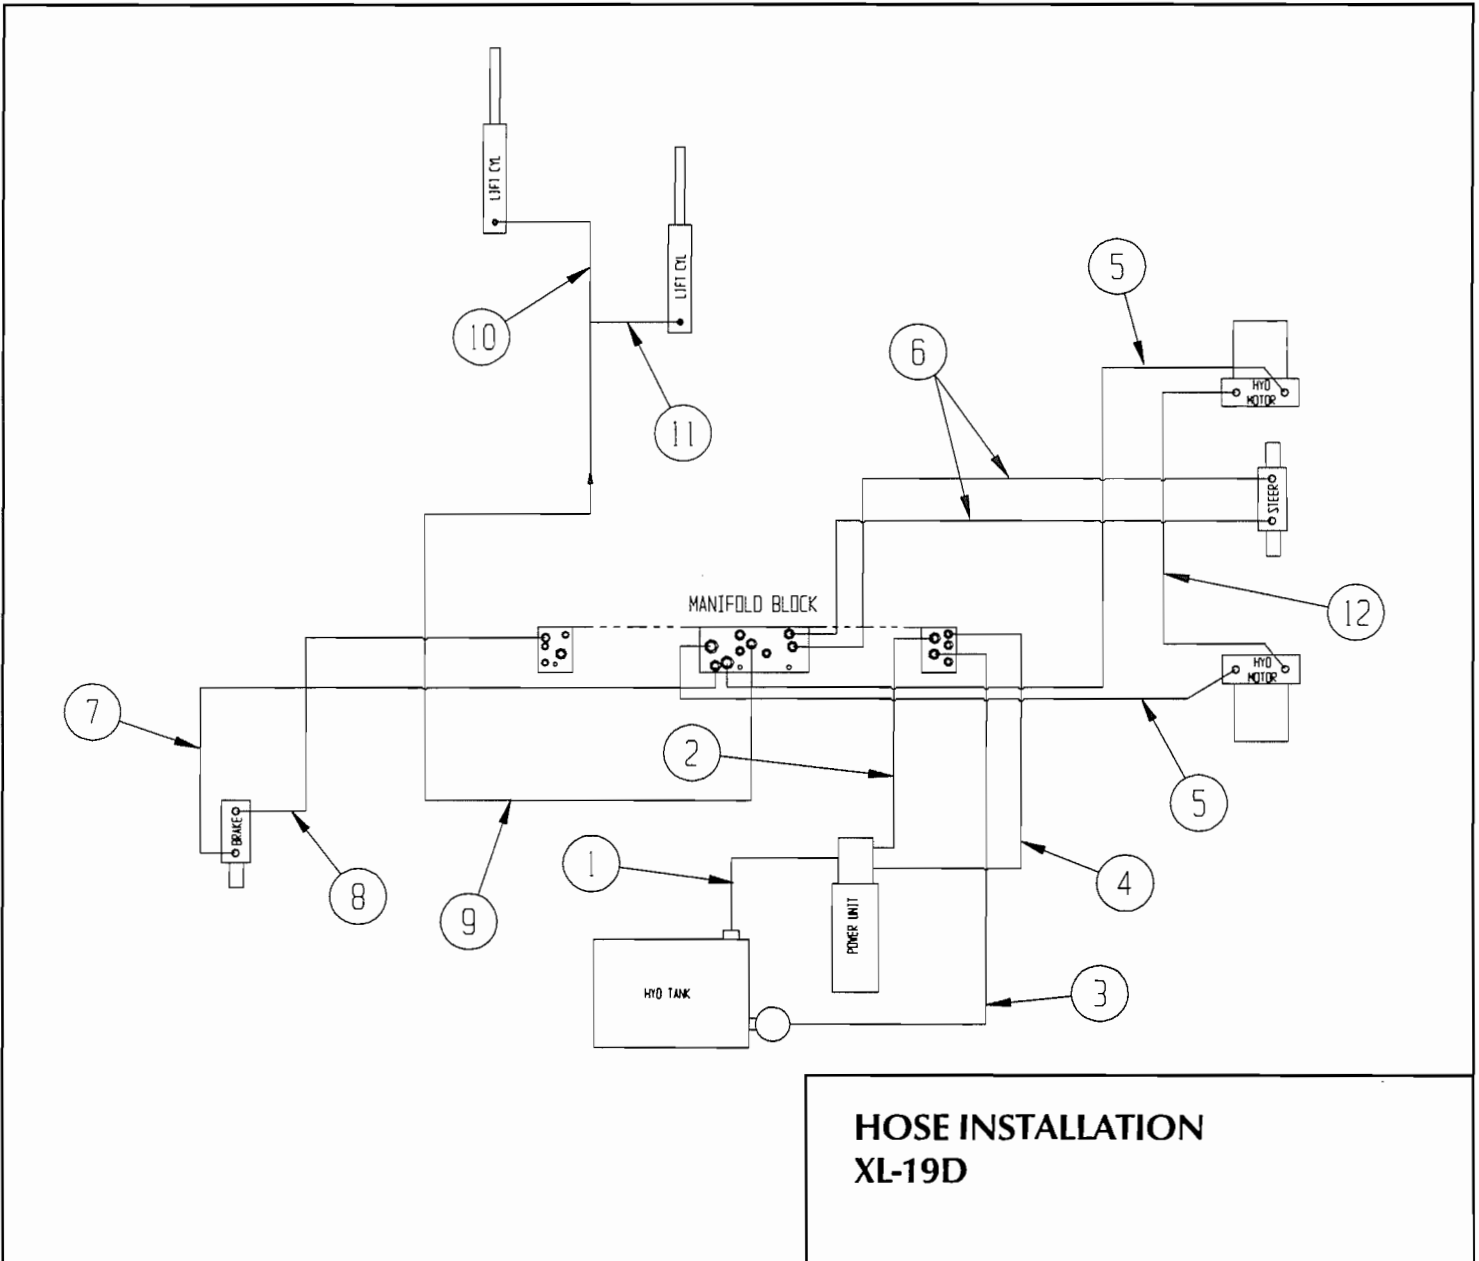 LIFT CYL
LIFT CYL
5
10
6
HYD
MOTOR
11
STEER
MANIFOLD BLOCK
12
HYD
MOTOR
7
2
5
BRAKE
1
4
8
9
POWER UNIT
HYD TANK
3
HOSE INSTALLATION
XL-19D